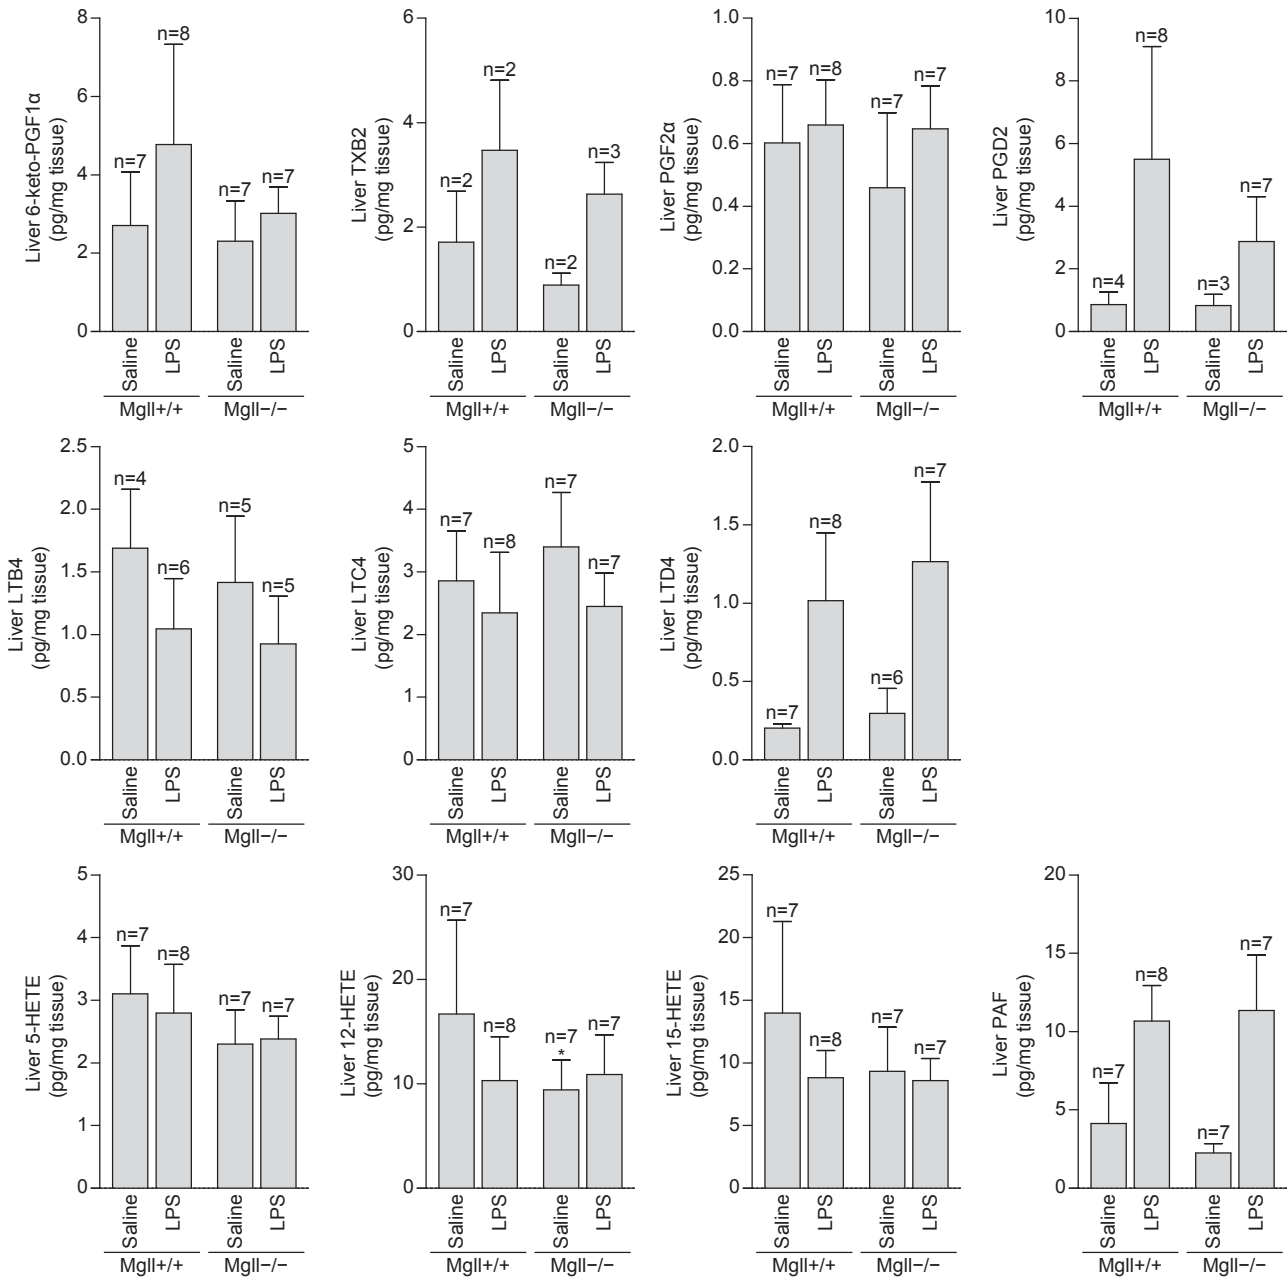 Liver 6-keto-PGF1α
(pg/mg tissue)
8
6
4
2
0
n=7
n=8
n=7
n=7
Saline
LPS
Saline
LPS
Mgll+/+
Mgll−/−
Liver TXB2
(pg/mg tissue)
6
4
2
0
n=2
n=2
n=2
n=3
Saline
LPS
Saline
LPS
Mgll+/+
Mgll−/−
Liver PGF2α
(pg/mg tissue)
1.0
0.8
0.6
0.4
0.2
0.0
n=7
n=8
n=7
n=7
Saline
LPS
Saline
LPS
Mgll+/+
Mgll−/−
Liver PGD2
(pg/mg tissue)
10
8
6
4
2
0
n=4
n=8
n=3
n=7
Saline
LPS
Saline
LPS
Mgll+/+
Mgll−/−
Liver LTB4
(pg/mg tissue)
2.5
2.0
1.5
1.0
0.5
0.0
n=4
n=6
n=5
n=5
Saline
LPS
Saline
LPS
Mgll+/+
Mgll−/−
Liver LTC4
(pg/mg tissue)
5
4
3
2
1
0
n=7
n=8
n=7
n=7
Saline
LPS
Saline
LPS
Mgll+/+
Mgll−/−
Liver LTD4
(pg/mg tissue)
2.0
1.5
1.0
0.5
0.0
n=7
n=8
n=6
n=7
Saline
LPS
Saline
LPS
Mgll+/+
Mgll−/−
Liver 5-HETE
(pg/mg tissue)
5
4
3
2
1
0
n=7
n=8
n=7
n=7
Saline
LPS
Saline
LPS
Mgll+/+
Mgll−/−
Liver 12-HETE
(pg/mg tissue)
30
20
10
0
n=7
n=8
n=7
*
n=7
Saline
LPS
Saline
LPS
Mgll+/+
Mgll−/−
Liver 15-HETE
(pg/mg tissue)
25
20
15
10
5
0
n=7
n=8
n=7
n=7
Saline
LPS
Saline
LPS
Mgll+/+
Mgll−/−
Liver PAF
(pg/mg tissue)
20
15
10
5
0
n=7
n=8
n=7
n=7
Saline
LPS
Saline
LPS
Mgll+/+
Mgll−/−